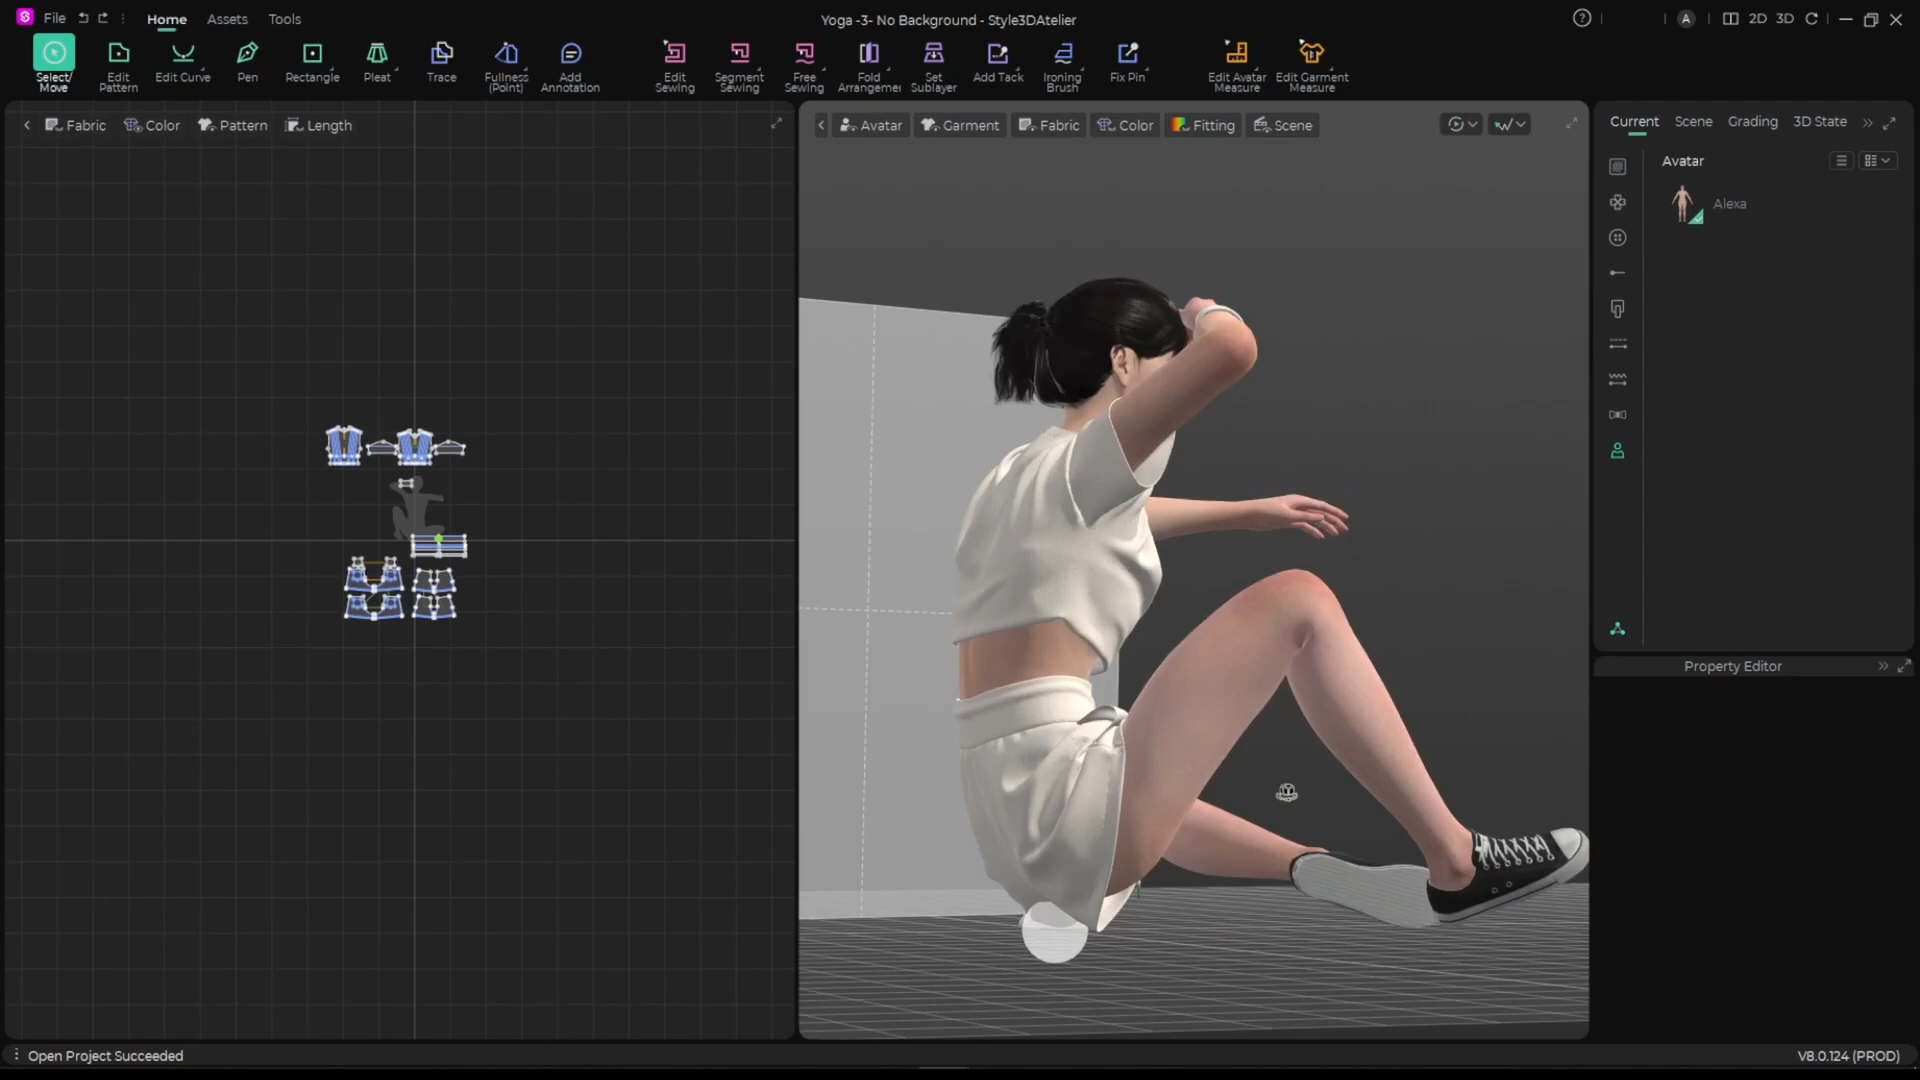 File
Home Assets Tools
Yoga -3- No Background - Style3DAtelier
A
2D 3D
Select/
Move
Edit
Pattern
Edit Curve
Pen
Rectangle
Pleat
Trace
Fullness
(Point)
Add
Annotation
Edit
Sewing
Segment
Sewing
Free
Sewing
Fold
Arrangemen
Set
Sublayer
Add Tack
Ironing
Brush
Fix Pin
Edit Avatar
Measure
Edit Garment
Measure
Fabric Color Pattern Length
Avatar Garment Fabric Color Fitting Scene
Current Scene Grading 3D State
Avatar
Alexa
Property Editor
Open Project Succeeded
V8.0.124 (PROD)